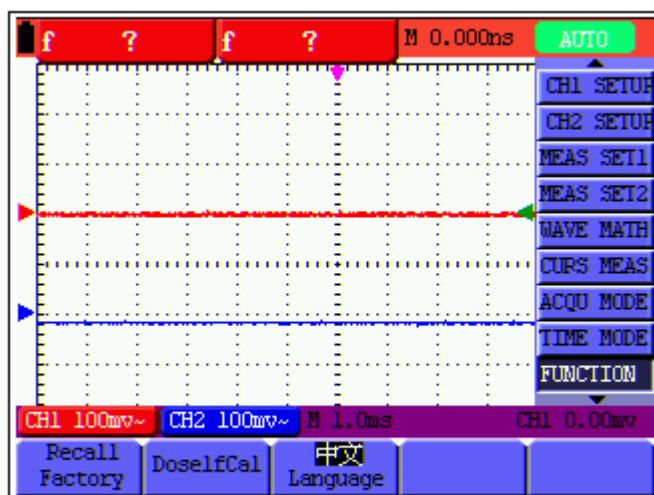 f ? f ? M 0.000ns AUTO
CH1 SETUP
CH2 SETUP
MEAS SET1
MEAS SET2
WAVE MATH
CURS MEAS
ACQU MODE
TIME MODE
FUNCTION
CH1 100mv~ CH2 100mv~ M 1.0ms CH1 0.00mv
Recall Factory
DoselfCal
中文 Language